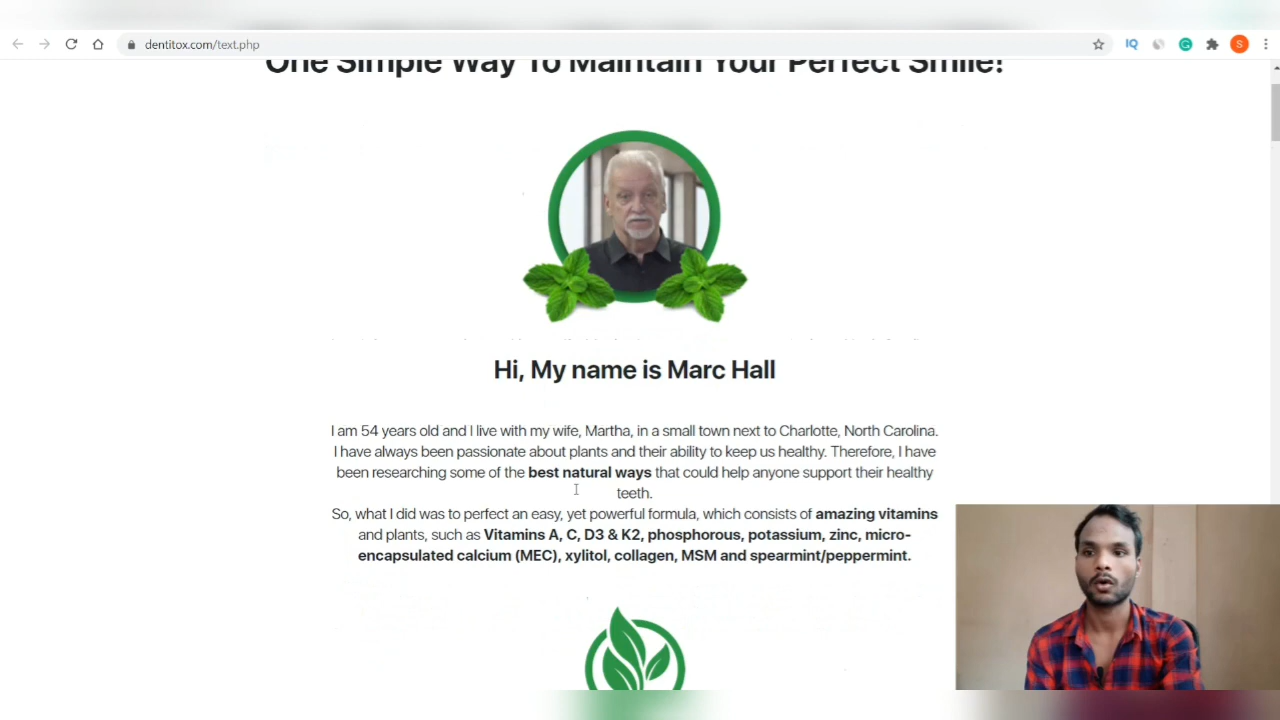 dentitox.com/text.php
IQ
S
One Simple Way To Maintain Your Perfect Smile!
Hi, My name is Marc Hall
I am 54 years old and I live with my wife, Martha, in a small town next to Charlotte, North Carolina.
I have always been passionate about plants and their ability to keep us healthy. Therefore, I have
been researching some of the best natural ways that could help anyone support their healthy
teeth.
So, what I did was to perfect an easy, yet powerful formula, which consists of amazing vitamins
and plants, such as Vitamins A, C, D3 & K2, phosphorous, potassium, zinc, micro-
encapsulated calcium (MEC), xylitol, collagen, MSM and spearmint/peppermint.